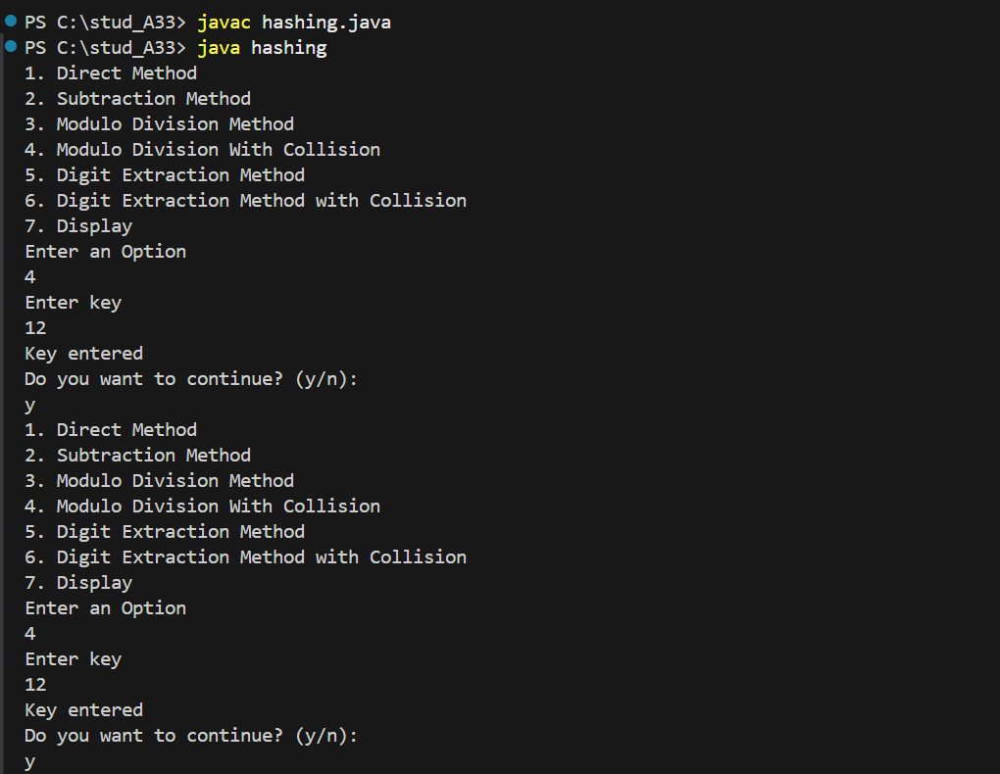 PS C:\stud_A33> javac hashing.java
PS C:\stud_A33> java hashing
1. Direct Method
2. Subtraction Method
3. Modulo Division Method
4. Modulo Division With Collision
5. Digit Extraction Method
6. Digit Extraction Method with Collision
7. Display
Enter an Option
4
Enter key
12
Key entered
Do you want to continue? (y/n):
y
1. Direct Method
2. Subtraction Method
3. Modulo Division Method
4. Modulo Division With Collision
5. Digit Extraction Method
6. Digit Extraction Method with Collision
7. Display
Enter an Option
4
Enter key
12
Key entered
Do you want to continue? (y/n):
y